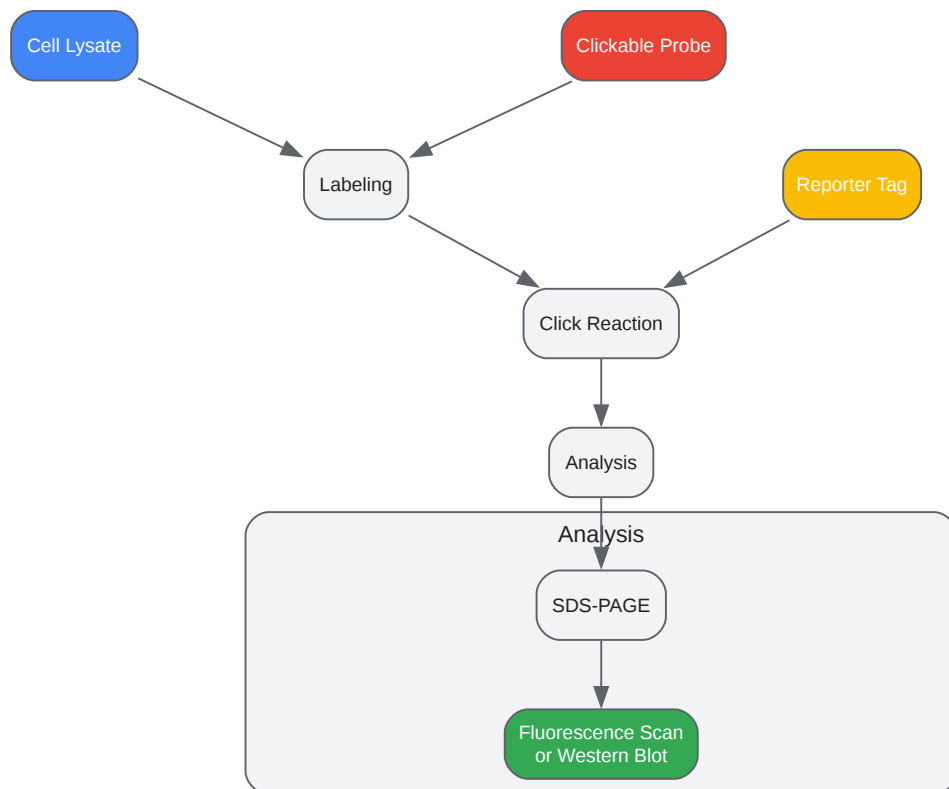 Cell Lysate
Clickable Probe
Labeling
Reporter Tag
Click Reaction
Analysis
Analysis
SDS-PAGE
Fluorescence Scan
or Western Blot